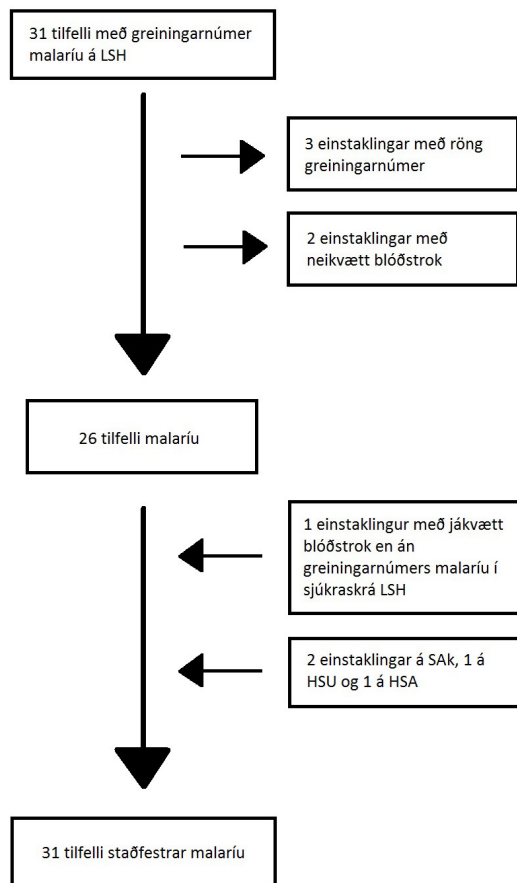 31 tilfelli með greiningarnúmer
malaríu á LSH
3 einstaklingar með röng
greiningarnúmer
2 einstaklingar með
neikvætt blóðstrok
26 tilfelli malaríu
1 einstaklingur með jákvætt
blóðstrok en án
greiningarnúmers malaríu í
sjúkraskrá LSH
2 einstaklingar á SAk, 1 á
HSU og 1 á HSA
31 tilfelli staðfestrar malaríu